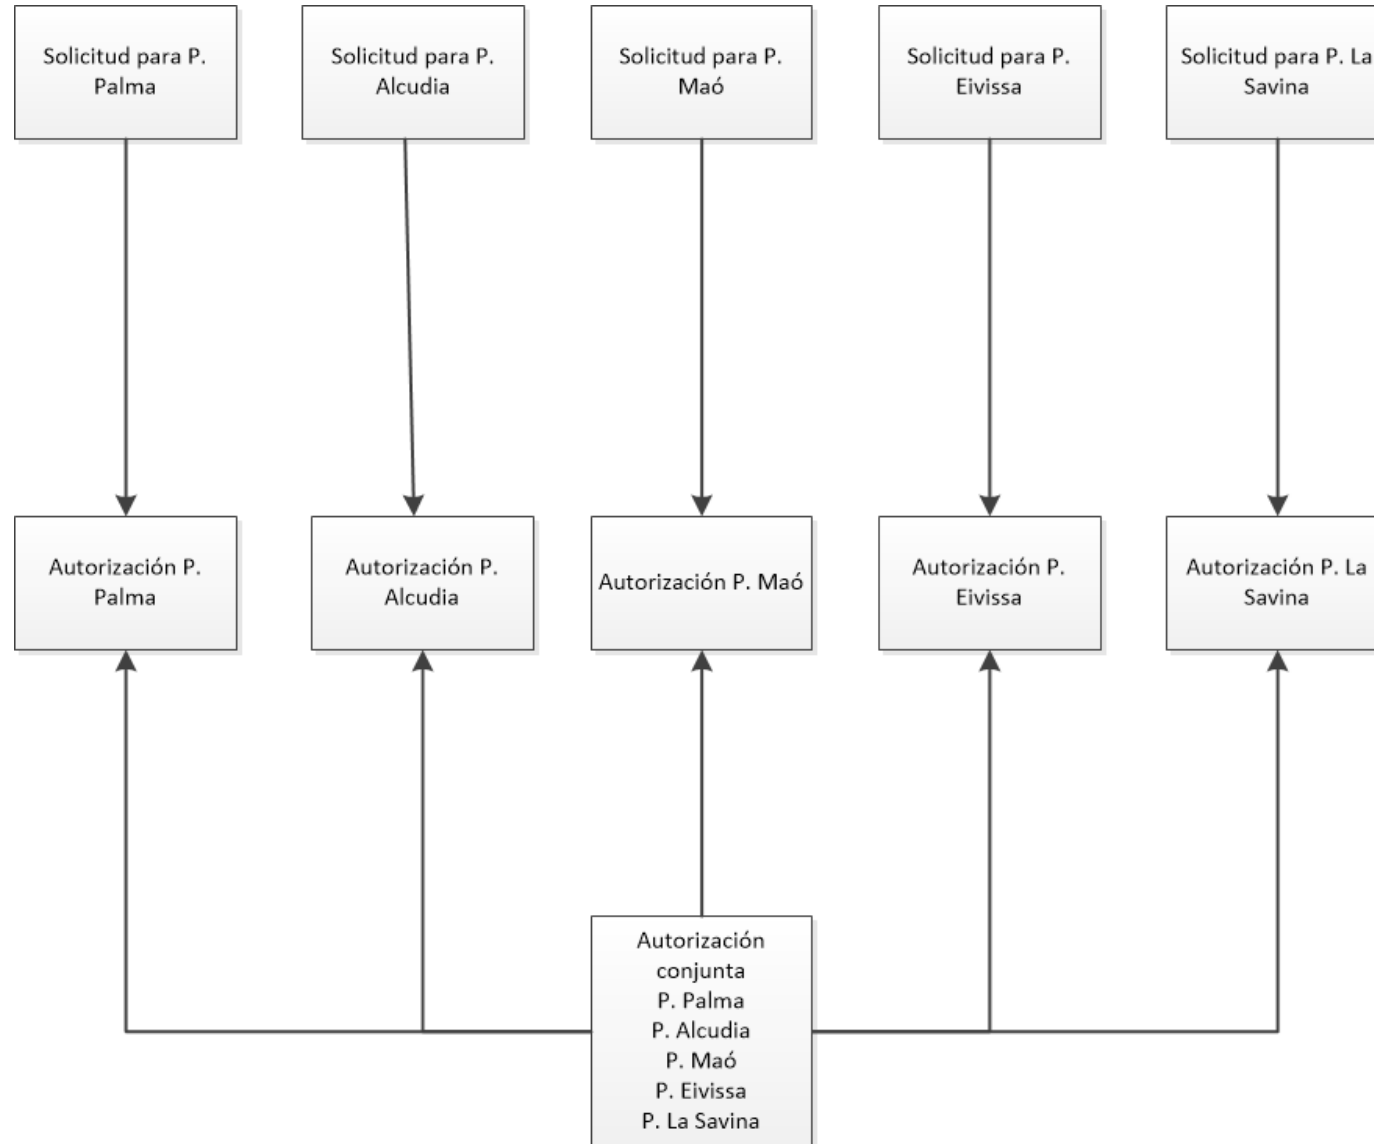 Solicitud para P.
Palma
Solicitud para P.
Alcudia
Solicitud para P.
Maó
Solicitud para P.
Eivissa
Solicitud para P. La
Savina
Autorización P.
Palma
Autorización P.
Alcudia
Autorización P. Maó
Autorización P.
Eivissa
Autorización P. La
Savina
Autorización
conjunta
P. Palma
P. Alcudia
P. Maó
P. Eivissa
P. La Savina